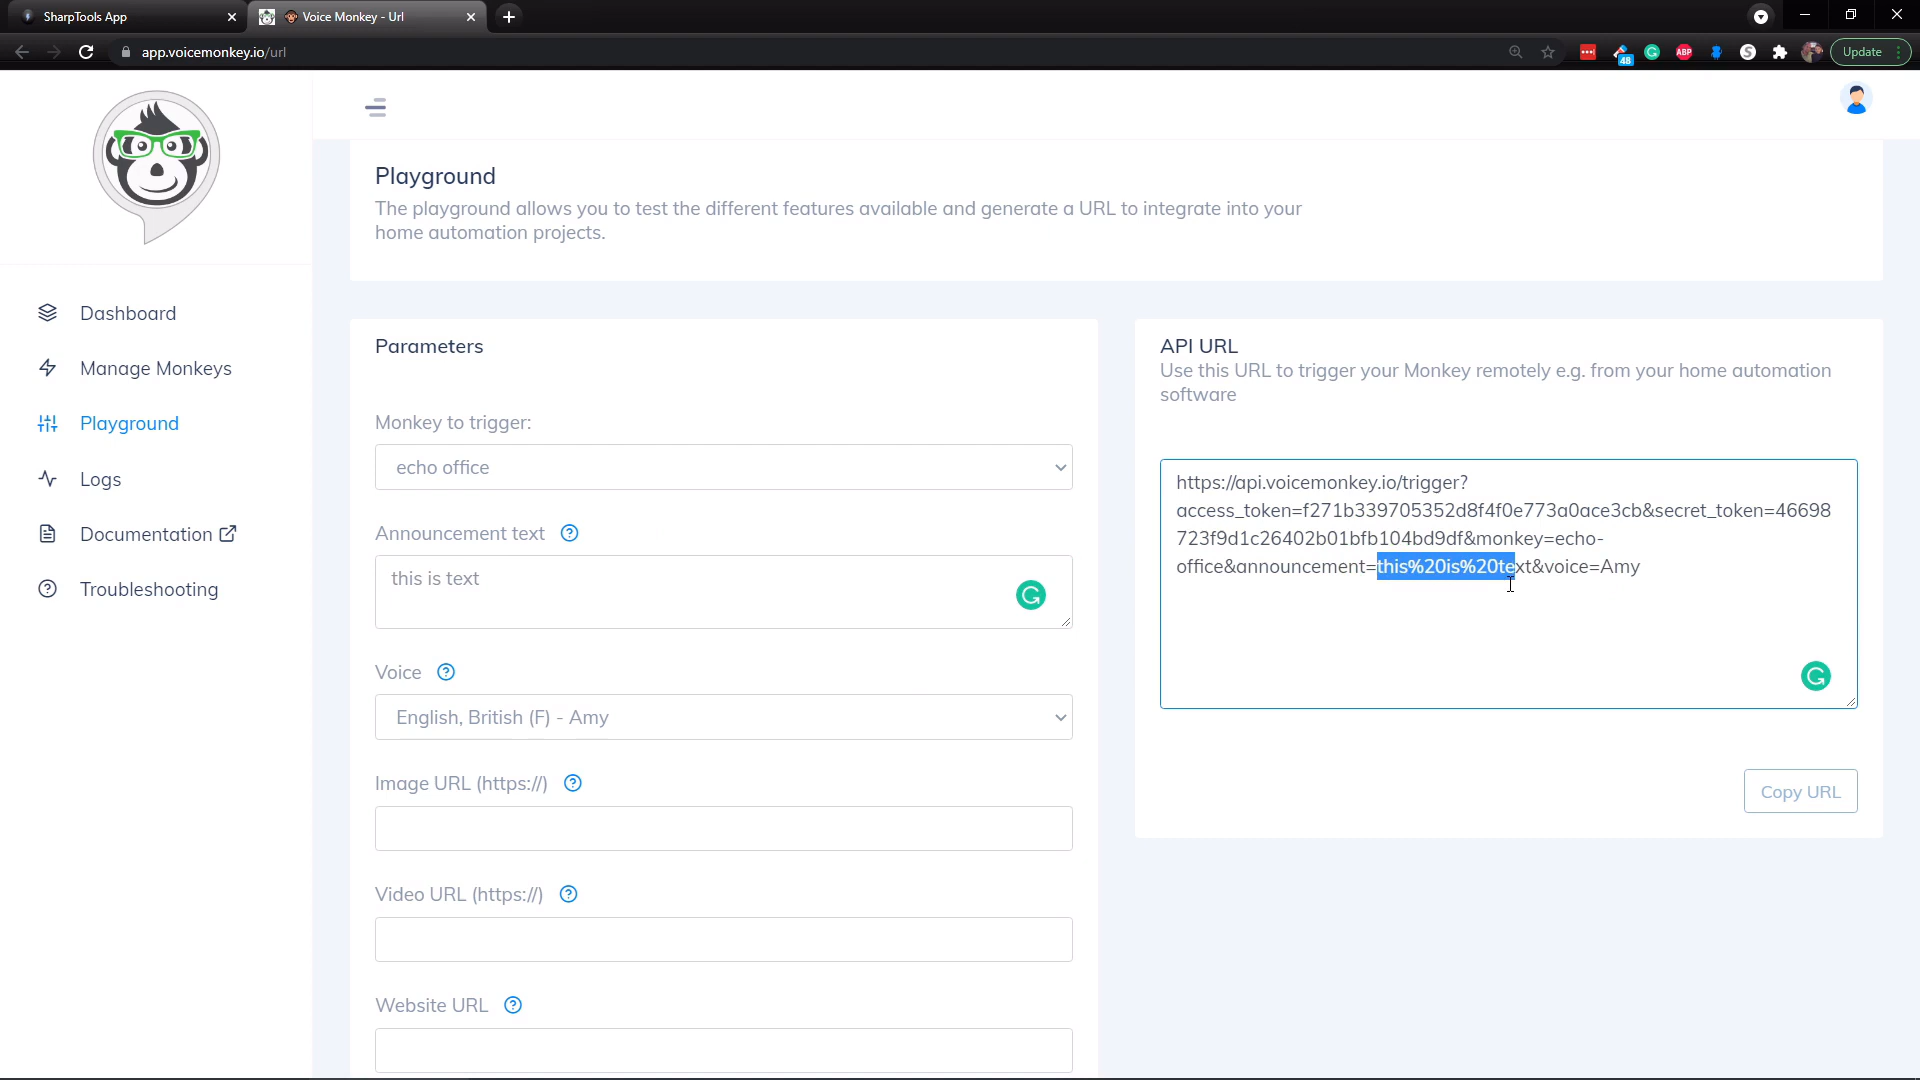 SharpTools App
Voice Monkey - Url
app.voicemonkey.io/url
48
ABP
Update
Dashboard
Manage Monkeys
Playground
Logs
Documentation
Troubleshooting
Playground
The playground allows you to test the different features available and generate a URL to integrate into your
home automation projects.
Parameters
Monkey to trigger:
echo office
Announcement text
this is text
Voice
English, British (F) - Amy
Image URL (https://)
Video URL (https://)
Website URL
API URL
Use this URL to trigger your Monkey remotely e.g. from your home automation
software
https://api.voicemonkey.io/trigger?
access_token=f271b339705352d8f4f0e773a0ace3cb&secret_token=46698
723f9d1c26402b01bfb104bd9df&monkey=echo-
office&announcement=this%20is%20text&voice=Amy
Copy URL